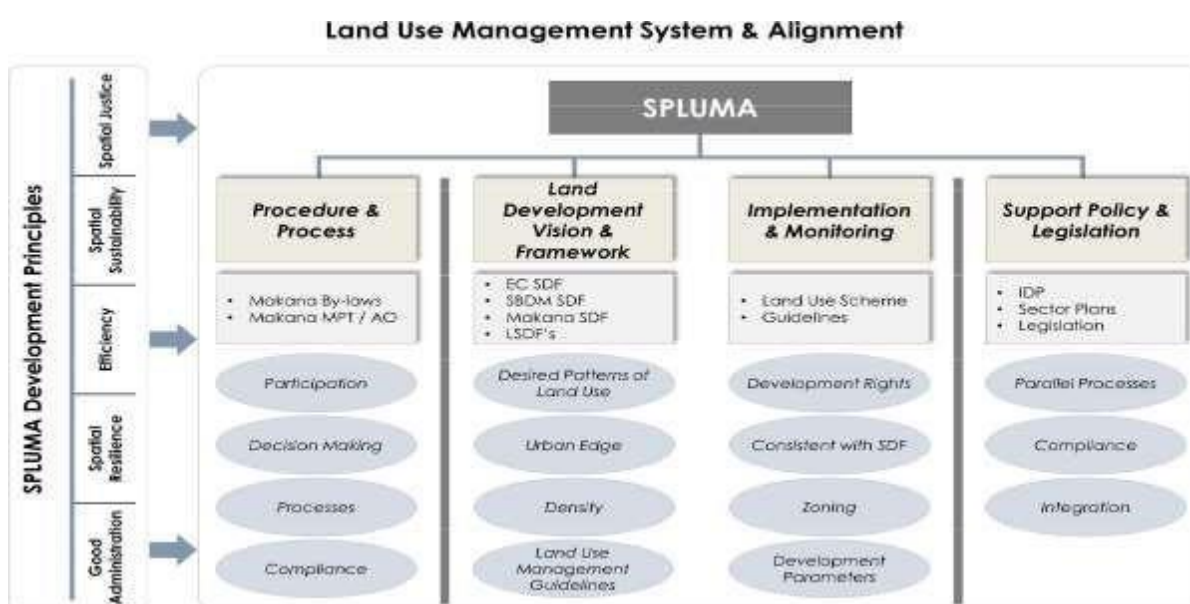 Land Use Management System & Alignment
SPLUMA Development Principles
Spatial Justice
Spatial
Sustainability
Efficiency
Spatial
Resilience
Good
Administration
SPLUMA
Procedure &
Process
• Makana By-laws
• Makana MPT / AO
Participation
Decision Making
Processes
Compliance
Land
Development
Vision &
Framework
• EC SDF
• SBDM SDF
• Makana SDF
• LSDF's
Desired Patterns of
Land Use
Urban Edge
Density
Land Use
Management
Guidelines
Implementation
& Monitoring
• Land Use Scheme
• Guidelines
Development Rights
Consistent with SDF
Zoning
Development
Parameters
Support Policy &
Legislation
• IDP
• Sector Plans
• Legislation
Parallel Processes
Compliance
Integration